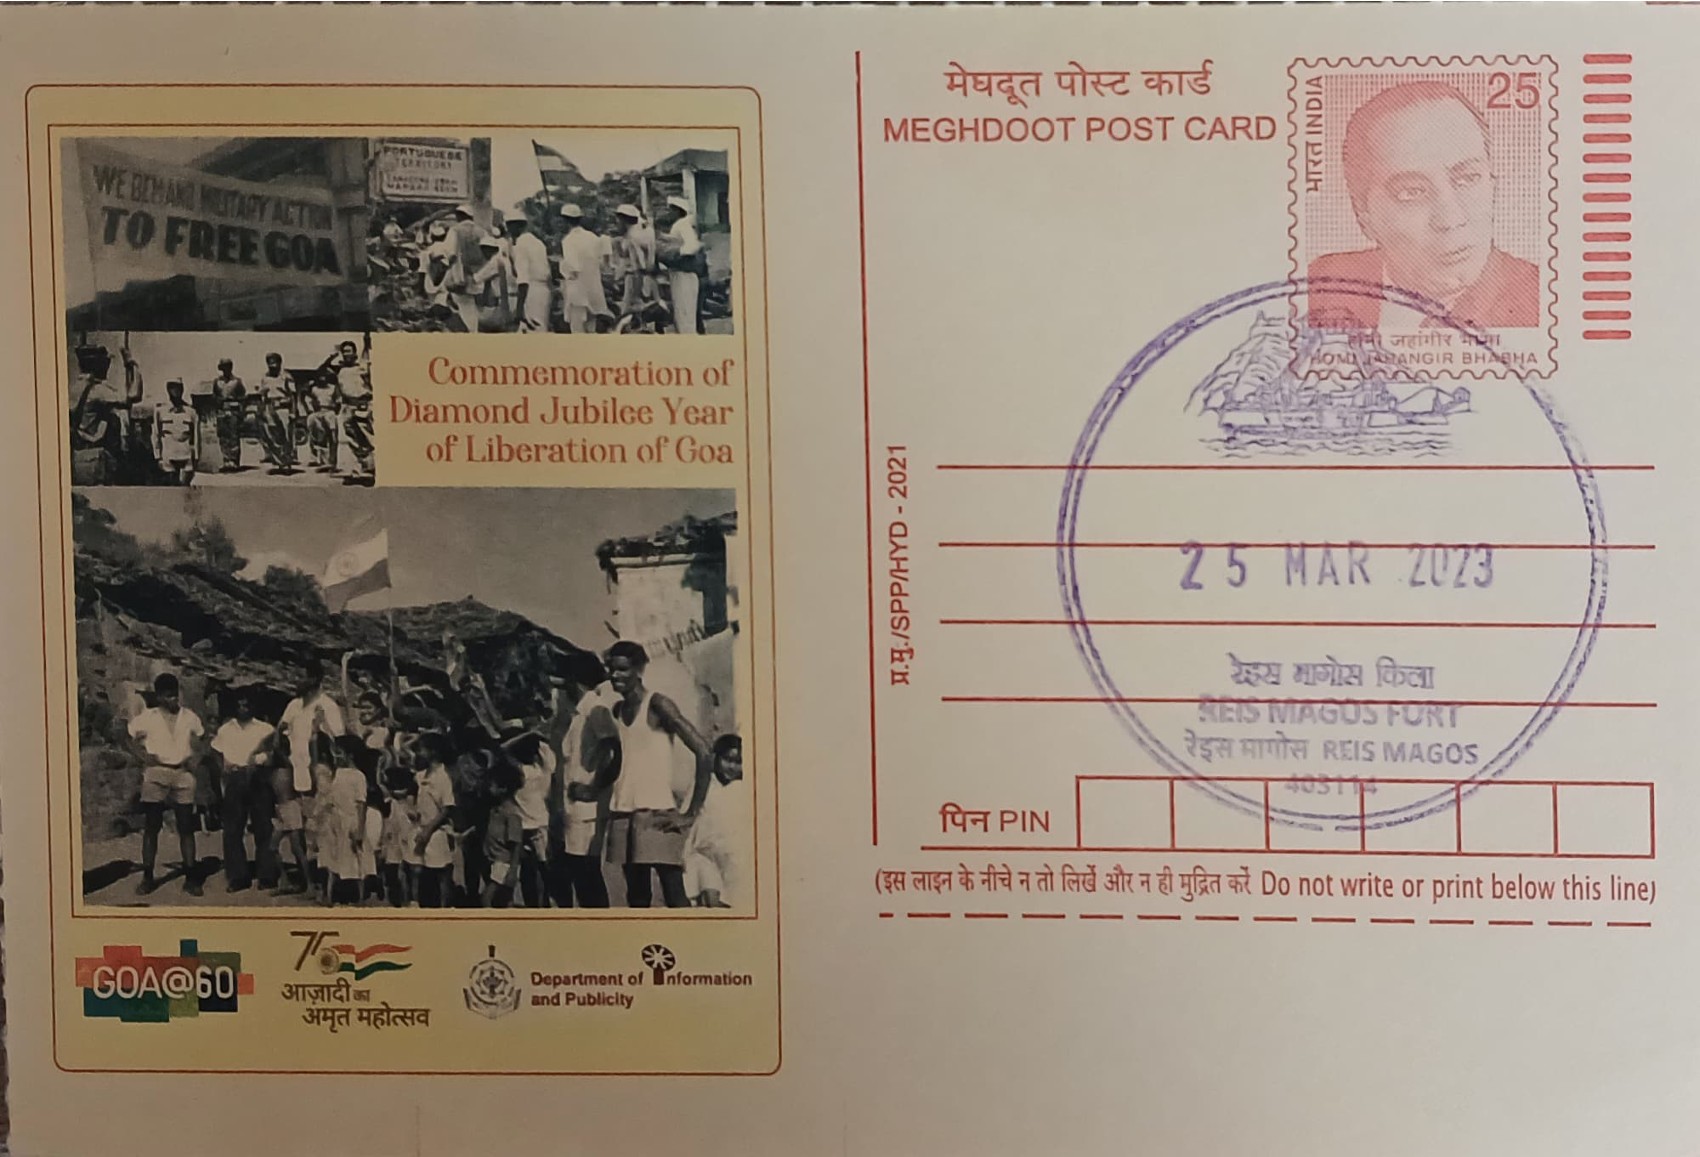 WE DEMAND MILITARY ACTION
TO FREE GOA
PORTUGUESE
TERRITORY
Commemoration of
Diamond Jubilee Year
of Liberation of Goa
GOA@60
75
आज़ादी का
अमृत महोत्सव
Department of Information
and Publicity
मेघदूत पोस्ट कार्ड
MEGHDOOT POST CARD
भारत INDIA
25
होमी जहांगीर भाभा
HOMI JAHANGIR BHABHA
प्र.मु./SPP/HYD - 2021
25 MAR 2023
रेइस मागोस किला
REIS MAGOS FORT
रेइस मागोस REIS MAGOS
403114
पिन PIN
(इस लाइन के नीचे न तो लिखें और न ही मुद्रित करें Do not write or print below this line)